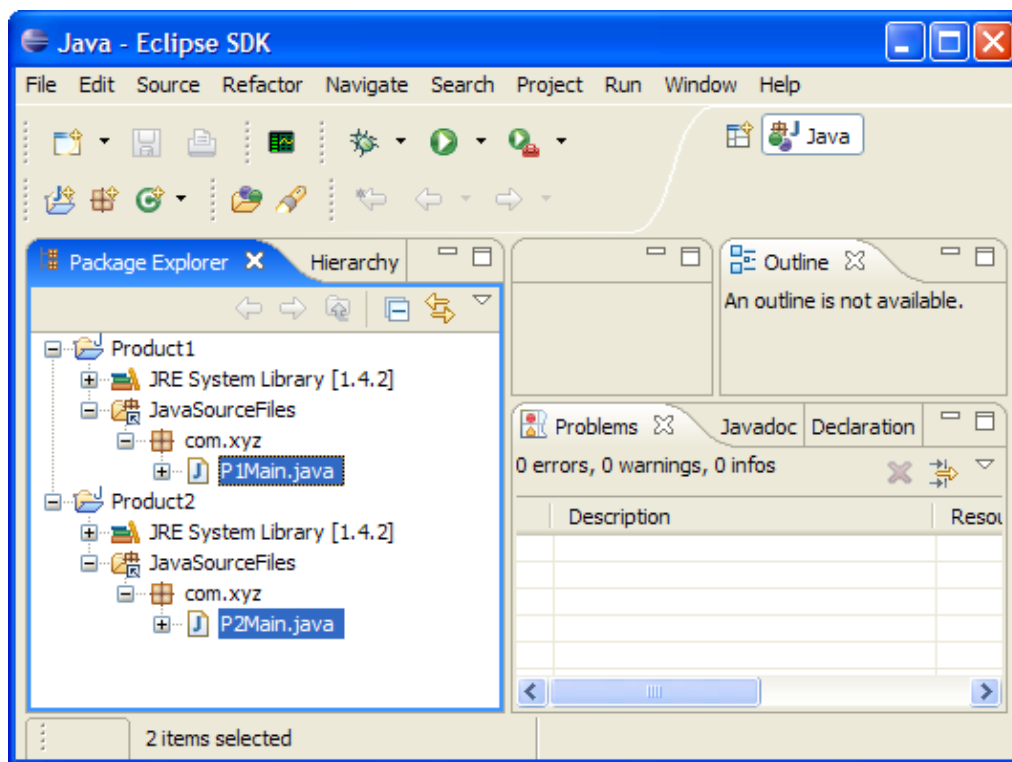 Java - Eclipse SDK
File Edit Source Refactor Navigate Search Project Run Window Help
Java
Package Explorer Hierarchy
Outline
An outline is not available.
Product1
JRE System Library [1.4.2]
JavaSourceFiles
com.xyz
P1Main.java
Product2
JRE System Library [1.4.2]
JavaSourceFiles
com.xyz
P2Main.java
Problems Javadoc Declaration
0 errors, 0 warnings, 0 infos
Description Resou
2 items selected